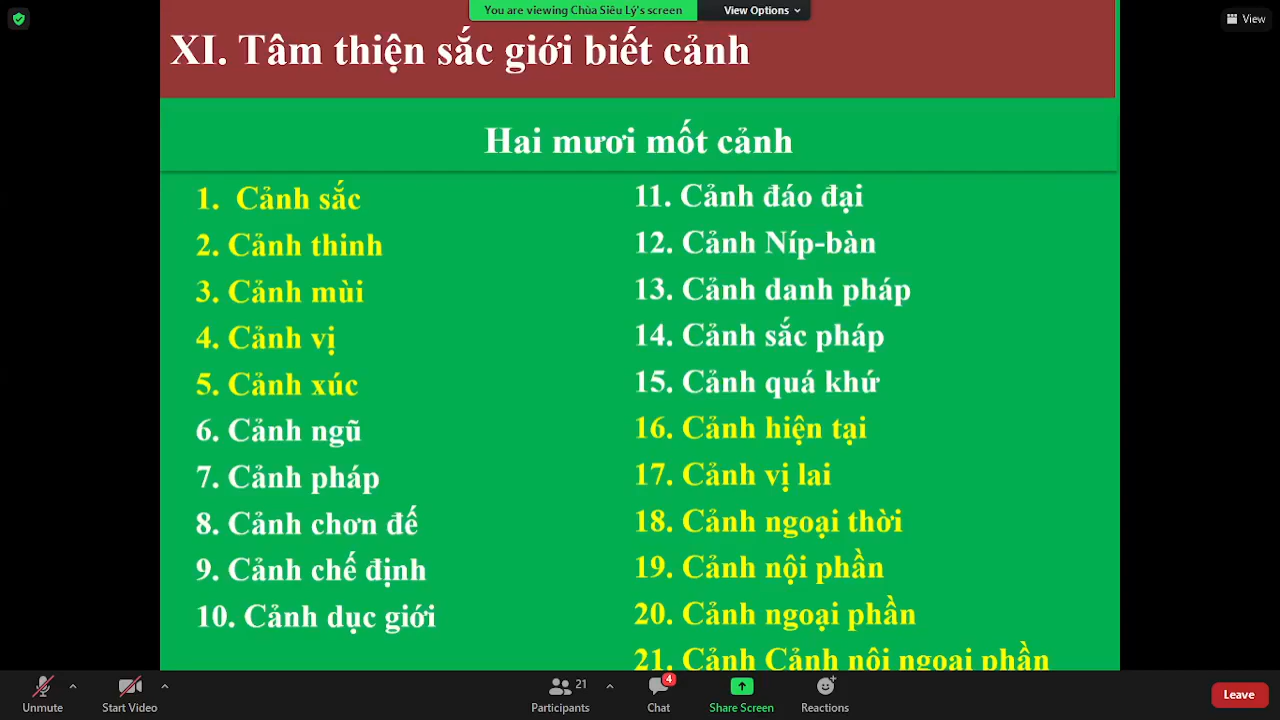 You are viewing Chùa Siêu Lý's screen
View Options
View
XI. Tâm thiện sắc giới biết cảnh
Hai mươi mốt cảnh
1. Cảnh sắc
2. Cảnh thinh
3. Cảnh mùi
4. Cảnh vị
5. Cảnh xúc
6. Cảnh ngũ
7. Cảnh pháp
8. Cảnh chơn đế
9. Cảnh chế định
10. Cảnh dục giới
11. Cảnh đáo đại
12. Cảnh Níp-bàn
13. Cảnh danh pháp
14. Cảnh sắc pháp
15. Cảnh quá khứ
16. Cảnh hiện tại
17. Cảnh vị lai
18. Cảnh ngoại thời
19. Cảnh nội phần
20. Cảnh ngoại phần
21. Cảnh Cảnh nội ngoại phần
Unmute
Start Video
21
Participants
4
Chat
Share Screen
Reactions
Leave